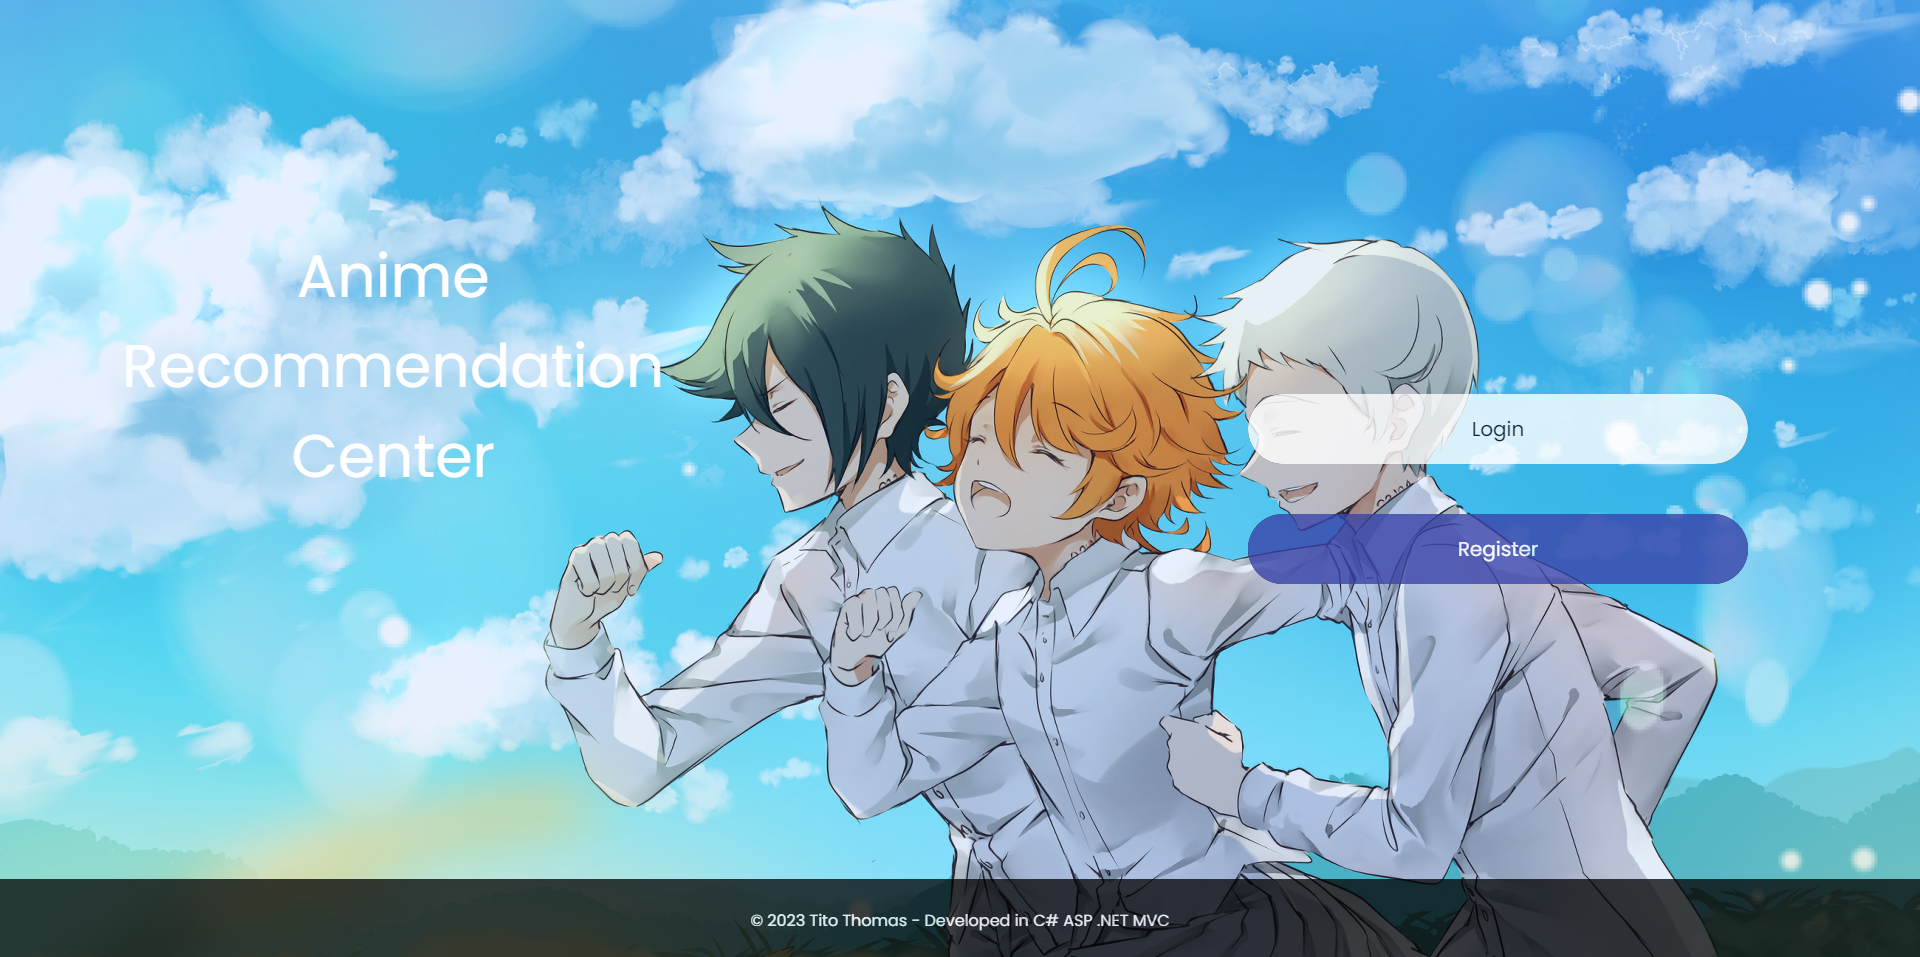 Anime
Recommendation
Center
Login
Register
© 2023 Tito Thomas - Developed in C# ASP .NET MVC